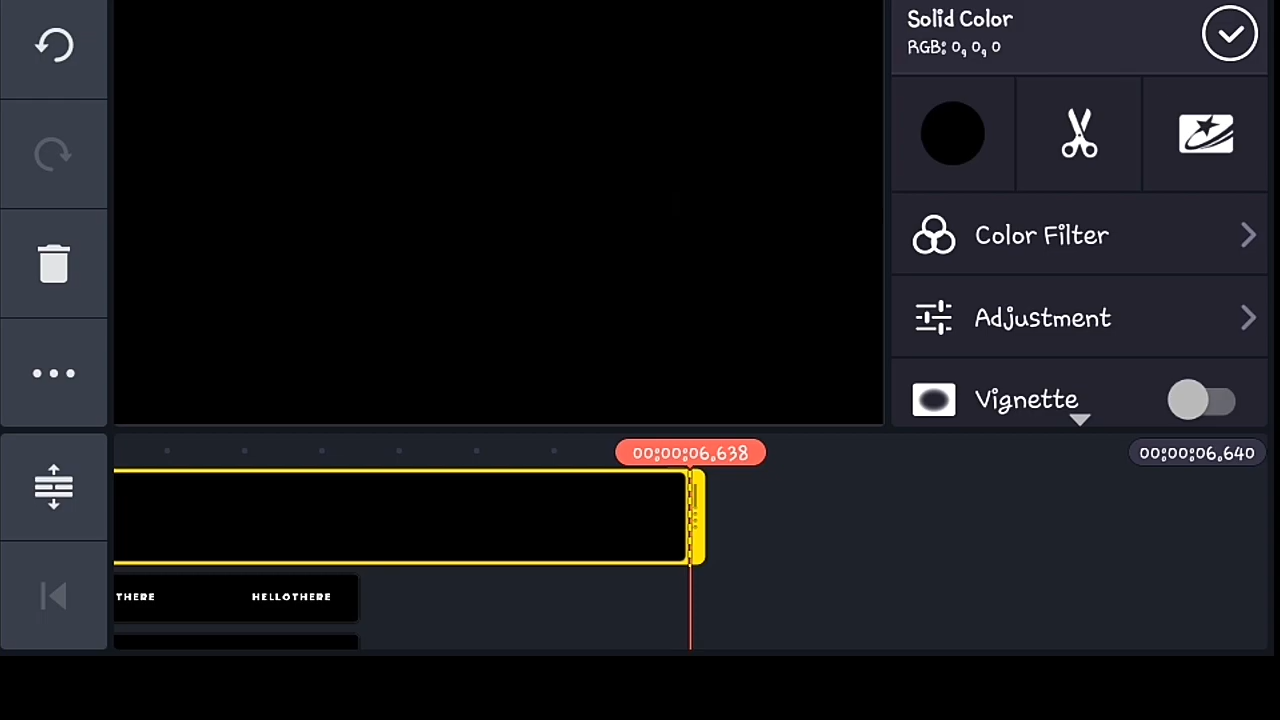 Solid Color
RGB: 0, 0, 0
Color Filter
Adjustment
Vignette
00:00:06,638
00:00:06,640
THERE
HELLOTHERE